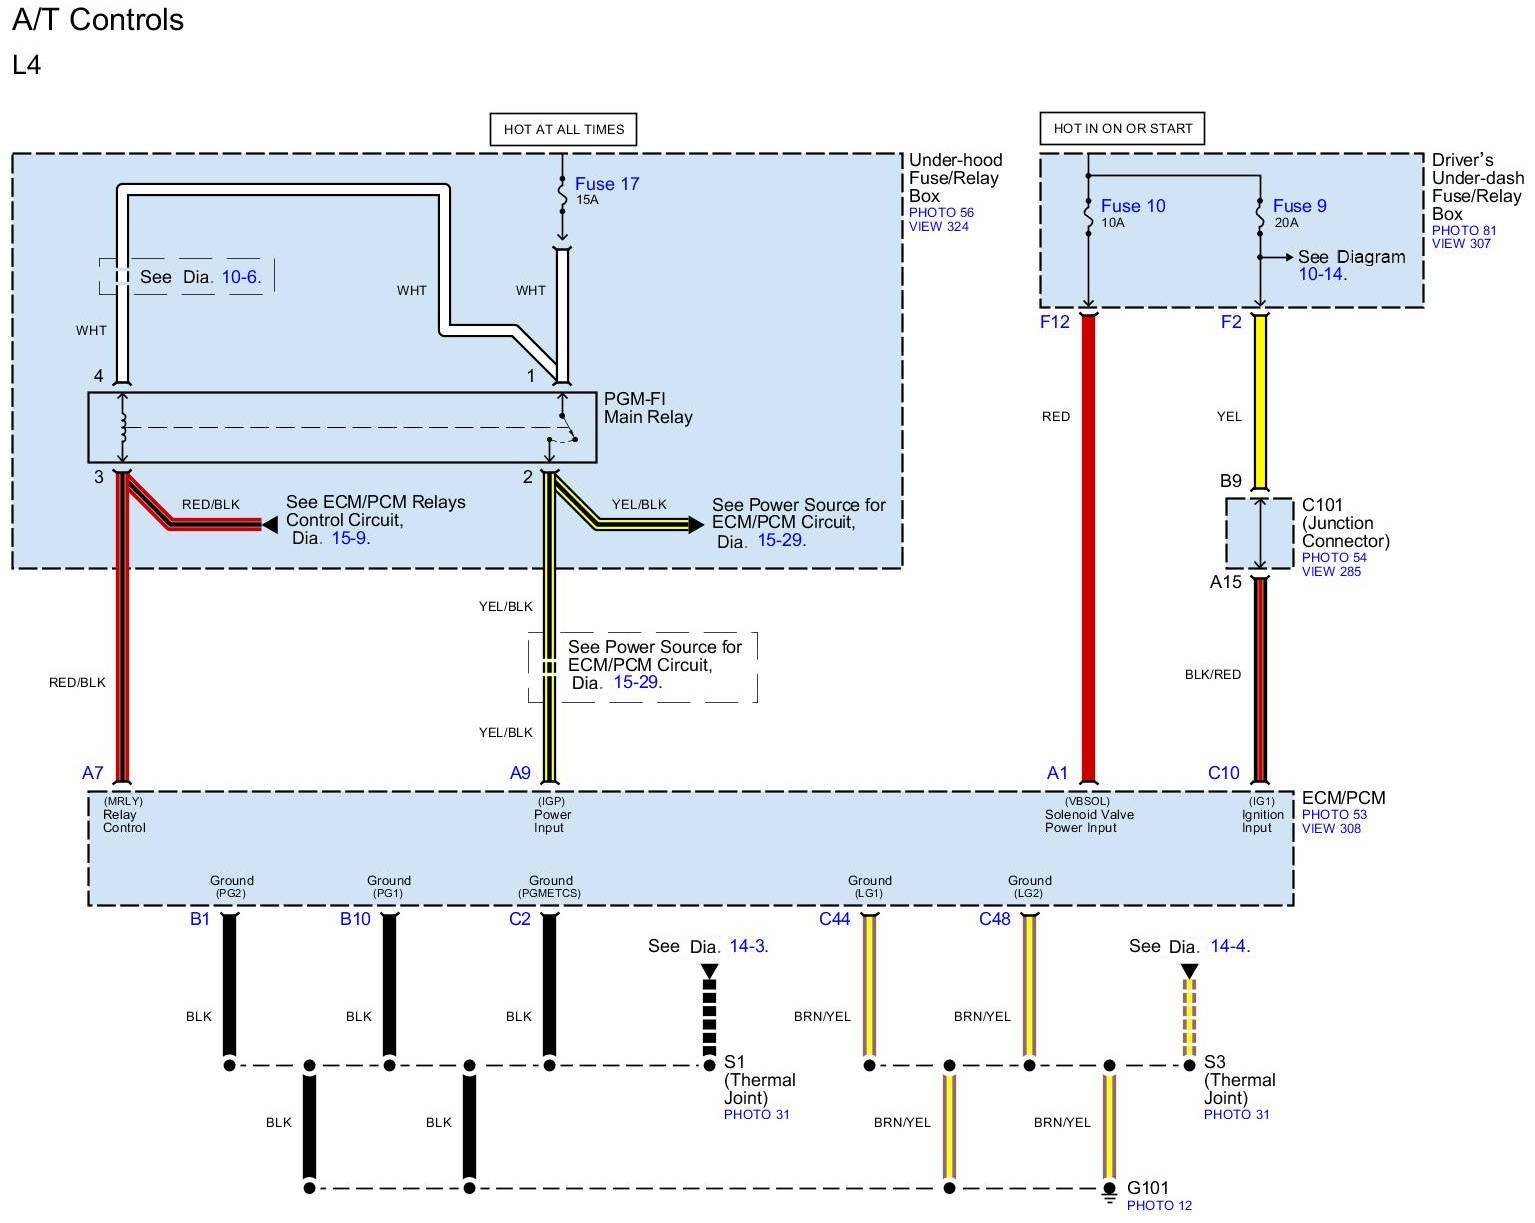 A/T Controls
L4
HOT AT ALL TIMES
HOT IN ON OR START
Under-hood
Fuse/Relay
Box
PHOTO 56
VIEW 324
Fuse 17
15A
See Dia. 10-6.
WHT
WHT
WHT
4
1
PGM-FI
Main Relay
3
2
RED/BLK
See ECM/PCM Relays
Control Circuit,
Dia. 15-9.
YEL/BLK
See Power Source for
ECM/PCM Circuit,
Dia. 15-29.
Driver's
Under-dash
Fuse/Relay
Box
PHOTO 81
VIEW 307
Fuse 10
10A
Fuse 9
20A
See Diagram
10-14.
F12
F2
RED
YEL
B9
C101
(Junction
Connector)
PHOTO 54
VIEW 285
A15
YEL/BLK
See Power Source for
ECM/PCM Circuit,
Dia. 15-29.
RED/BLK
YEL/BLK
BLK/RED
A7
A9
A1
C10
(MRLY)
Relay
Control
(IGP)
Power
Input
(VBSOL)
Solenoid Valve
Power Input
(IG1)
Ignition
Input
ECM/PCM
PHOTO 53
VIEW 308
Ground
(PG2)
Ground
(PG1)
Ground
(PGMETCS)
Ground
(LG1)
Ground
(LG2)
B1
B10
C2
C44
C48
See Dia. 14-3.
See Dia. 14-4.
BLK
BLK
BLK
BRN/YEL
BRN/YEL
S1
(Thermal
Joint)
PHOTO 31
S3
(Thermal
Joint)
PHOTO 31
BLK
BLK
BRN/YEL
BRN/YEL
G101
PHOTO 12